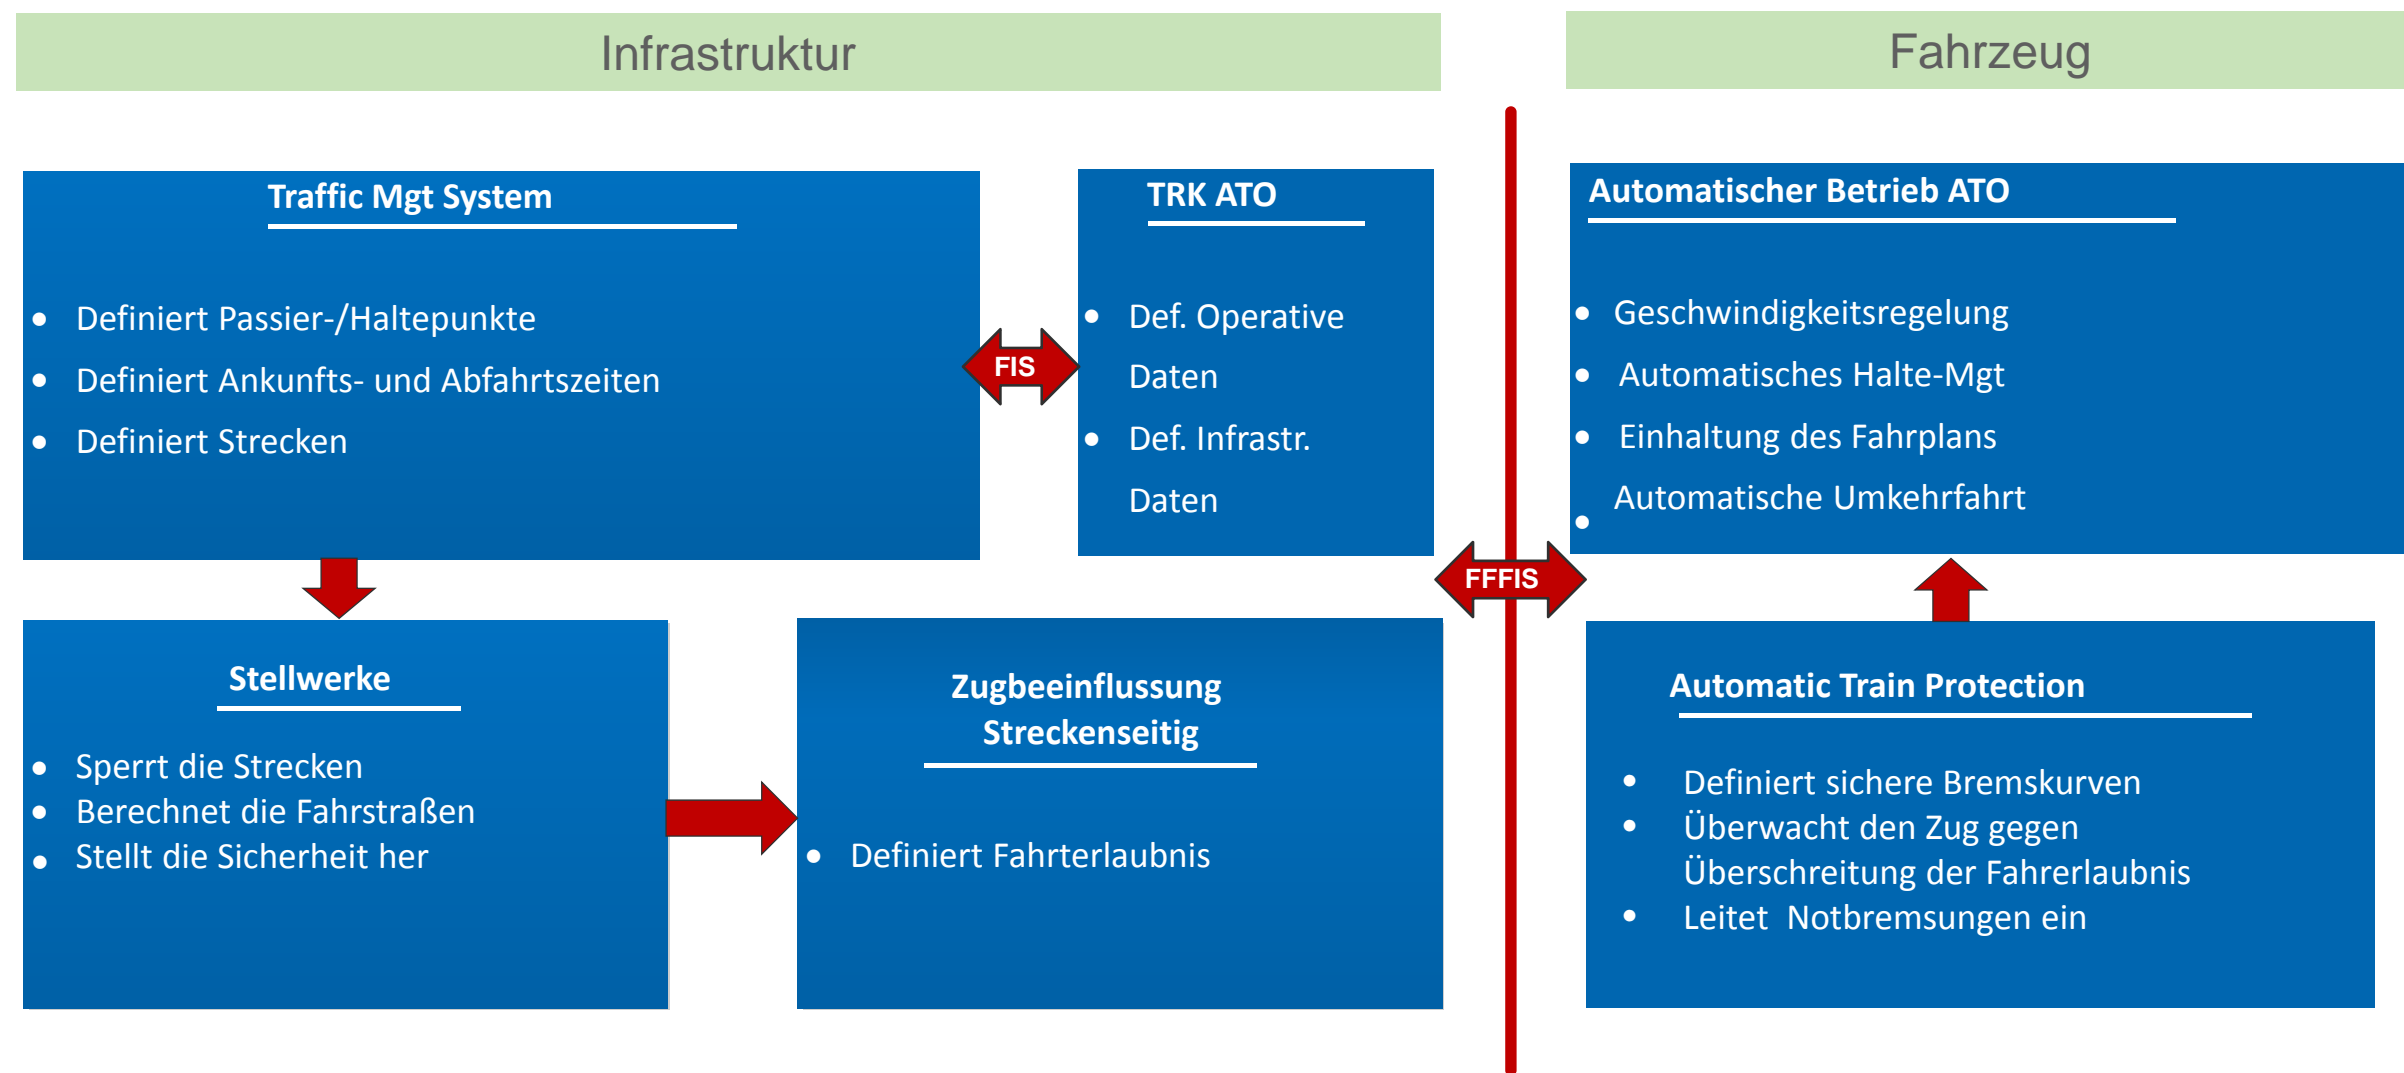 Infrastruktur
Fahrzeug
Traffic Mgt System
• Definiert Passier-/Haltepunkte
• Definiert Ankunfts- und Abfahrtszeiten
• Definiert Strecken
FIS
TRK ATO
• Def. Operative
Daten
• Def. Infrastr.
Daten
Automatischer Betrieb ATO
• Geschwindigkeitsregelung
• Automatisches Halte-Mgt
• Einhaltung des Fahrplans
• Automatische Umkehrfahrt
FFFIS
Stellwerke
• Sperrt die Strecken
• Berechnet die Fahrstraßen
• Stellt die Sicherheit her
Zugbeeinflussung
Streckenseitig
• Definiert Fahrterlaubnis
Automatic Train Protection
• Definiert sichere Bremskurven
• Überwacht den Zug gegen
Überschreitung der Fahrerlaubnis
• Leitet Notbremsungen ein